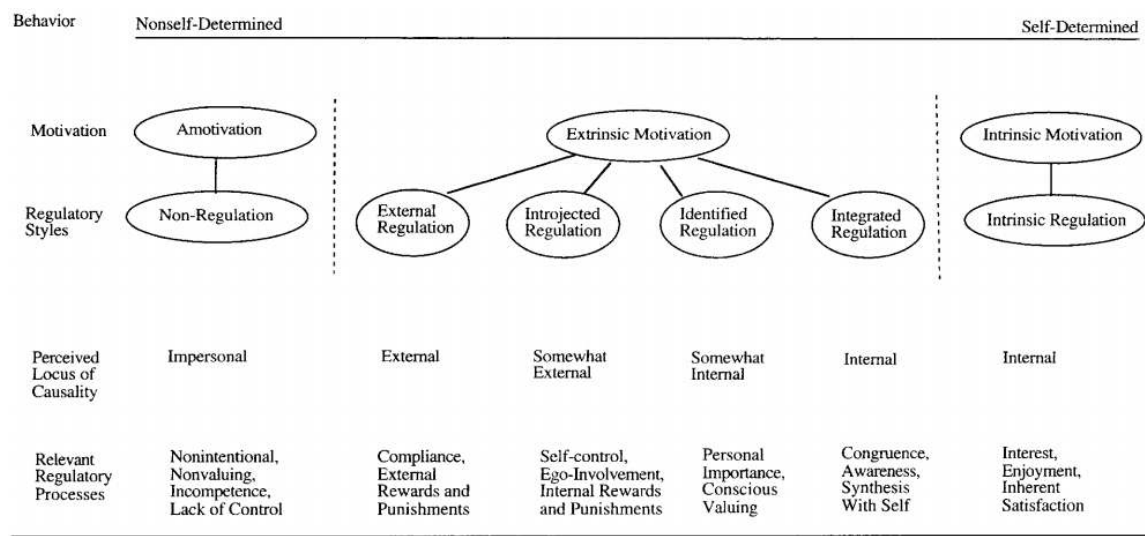 Behavior
Nonself-Determined
Self-Determined
Motivation
Amotivation
Extrinsic Motivation
Intrinsic Motivation
Regulatory
Styles
Non-Regulation
External
Regulation
Introjected
Regulation
Identified
Regulation
Integrated
Regulation
Intrinsic Regulation
Perceived
Locus of
Causality
Impersonal
External
Somewhat
External
Somewhat
Internal
Internal
Internal
Relevant
Regulatory
Processes
Nonintentional,
Nonvaluing,
Incompetence,
Lack of Control
Compliance,
External
Rewards and
Punishments
Self-control,
Ego-Involvement,
Internal Rewards
and Punishments
Personal
Importance,
Conscious
Valuing
Congruence,
Awareness,
Synthesis
With Self
Interest,
Enjoyment,
Inherent
Satisfaction